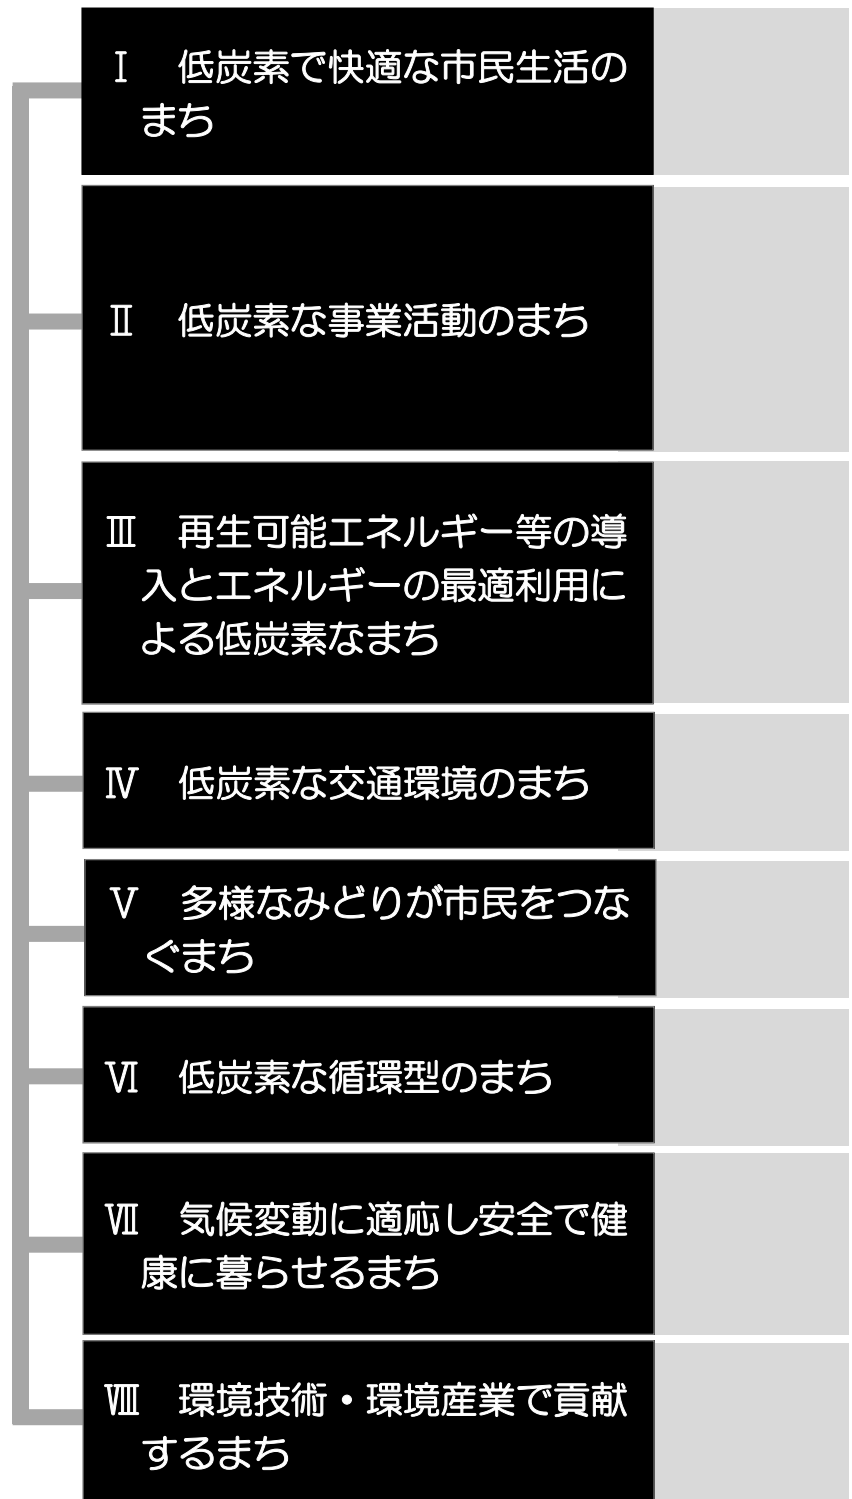 Ⅰ　低炭素で快適な市民生活の
まち
Ⅱ　低炭素な事業活動のまち
Ⅲ　再生可能エネルギー等の導
入とエネルギーの最適利用に
よる低炭素なまち
Ⅳ　低炭素な交通環境のまち
Ⅴ　多様なみどりが市民をつな
ぐまち
Ⅵ　低炭素な循環型のまち
Ⅶ　気候変動に適応し安全で健
康に暮らせるまち
Ⅷ　環境技術・環境産業で貢献
するまち